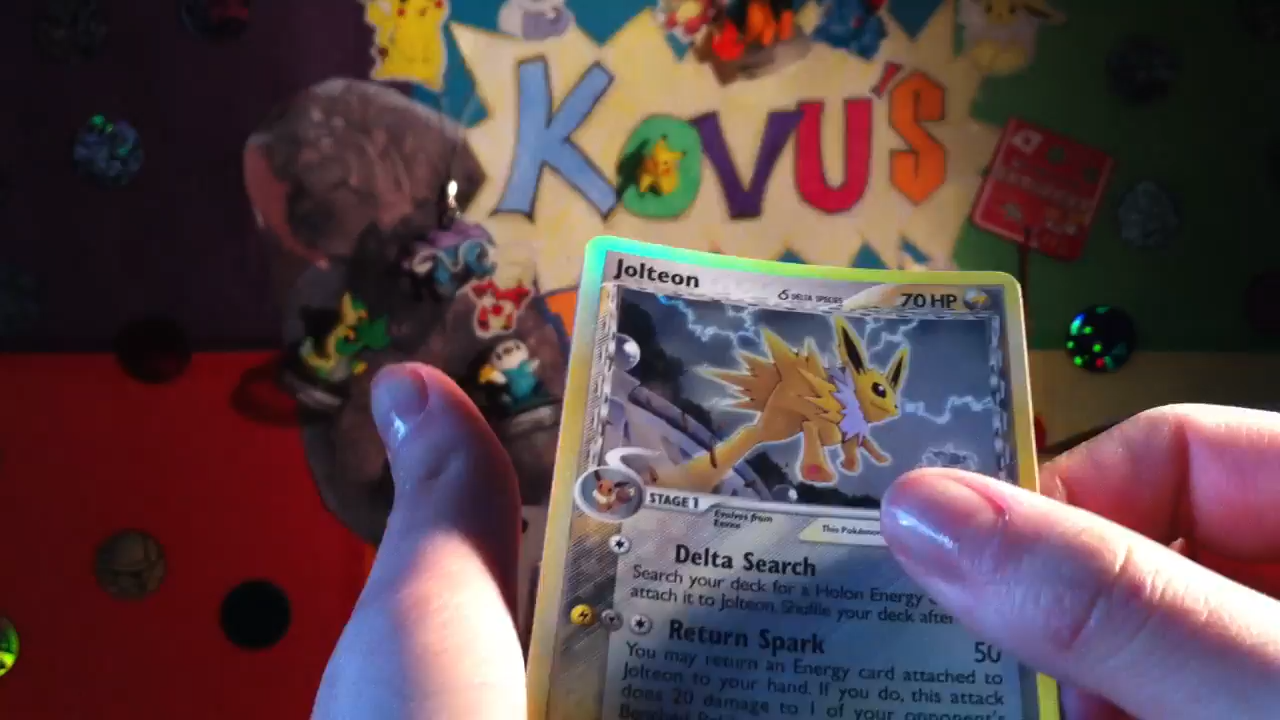 KOVU'S
Jolteon
δ DELTA SPECIES
70 HP
STAGE 1
Evolves from
Eevee
This Pokémon
Delta Search
Search your deck for a Holon Energy
attach it to Jolteon. Shuffle your deck after
Return Spark
50
You may return an Energy card attached to
Jolteon to your hand. If you do, this attack
does 20 damage to 1 of your opponent's
Benched